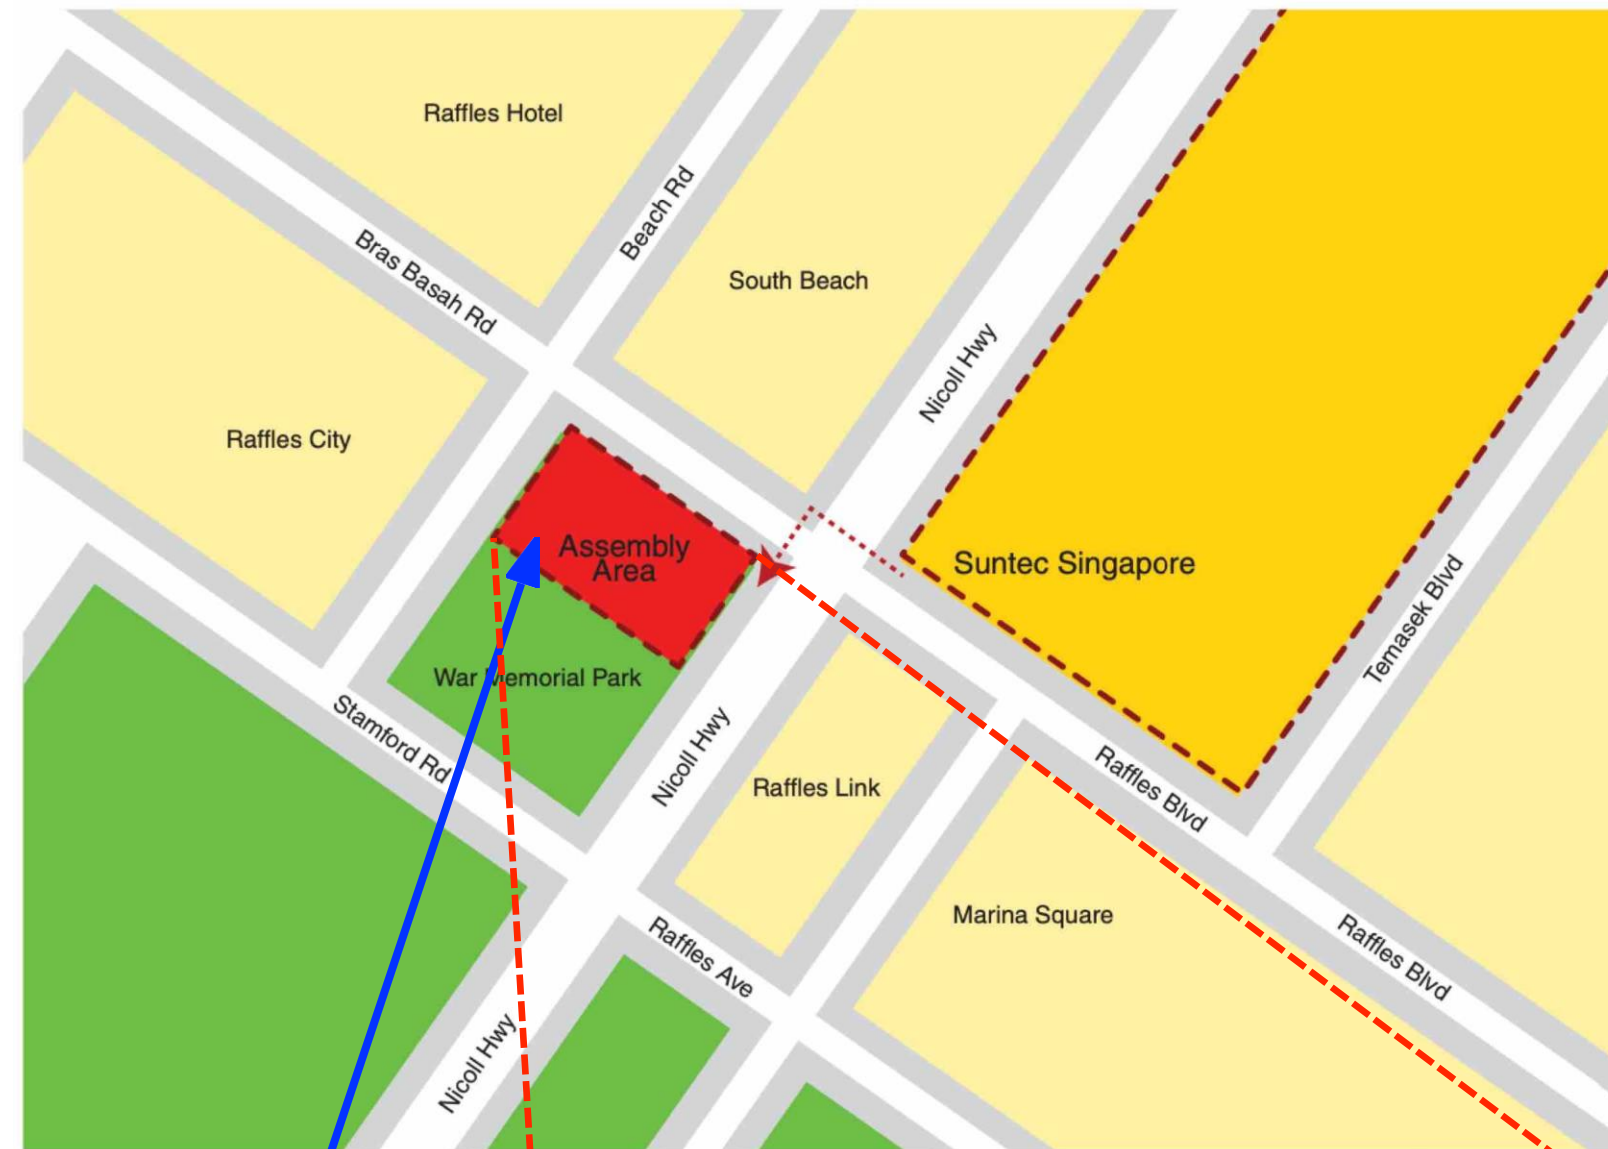 Raffles Hotel
Beach Rd
Bras Basah Rd
South Beach
Nicoll Hwy
Raffles City
Assembly
Area
Suntec Singapore
Temasek Blvd
War Memorial Park
Stamford Rd
Nicoll Hwy
Raffles Link
Raffles Blvd
Marina Square
Raffles Blvd
Raffles Ave
Nicoll Hwy